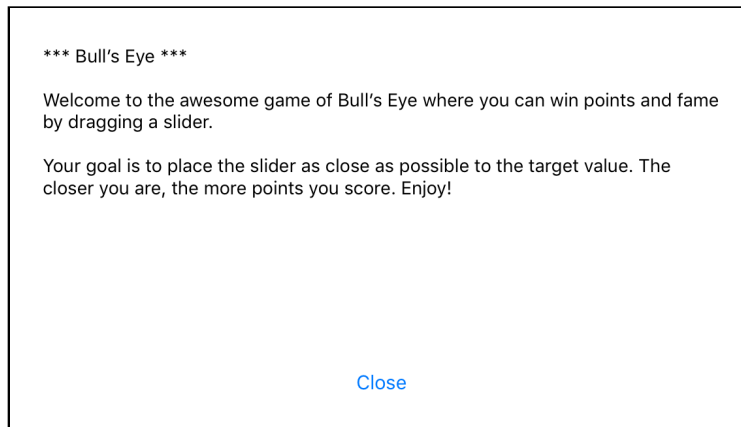 *** Bull’s Eye ***
Welcome to the awesome game of Bull’s Eye where you can win points and fame
by dragging a slider.
Your goal is to place the slider as close as possible to the target value. The
closer you are, the more points you score. Enjoy!
Close